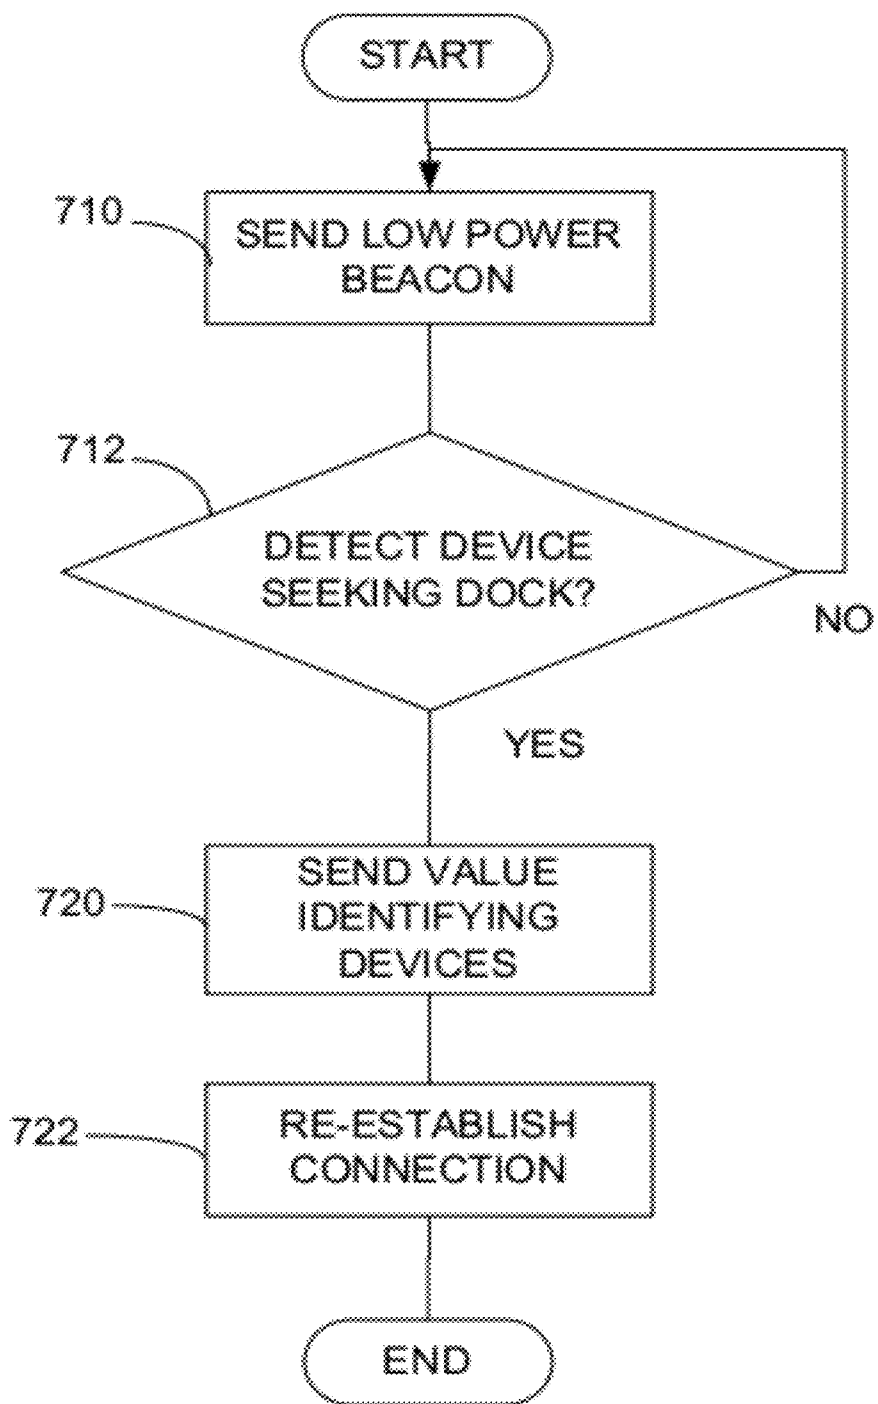 START
710
SEND LOW POWER
BEACON
712
DETECT DEVICE
SEEKING DOCK?
NO
YES
720
SEND VALUE
IDENTIFYING
DEVICES
722
RE-ESTABLISH
CONNECTION
END